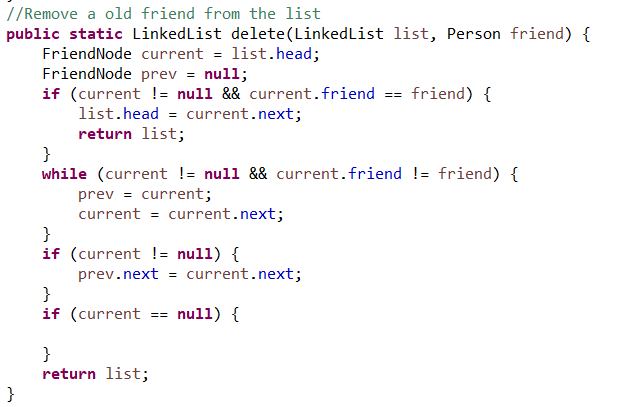 //Remove a old friend from the list
public static LinkedList delete(LinkedList list, Person friend) {
    FriendNode current = list.head;
    FriendNode prev = null;
    if (current != null && current.friend == friend) {
        list.head = current.next;
        return list;
    }
    while (current != null && current.friend != friend) {
        prev = current;
        current = current.next;
    }
    if (current != null) {
        prev.next = current.next;
    }
    if (current == null) {

    }
    return list;
}